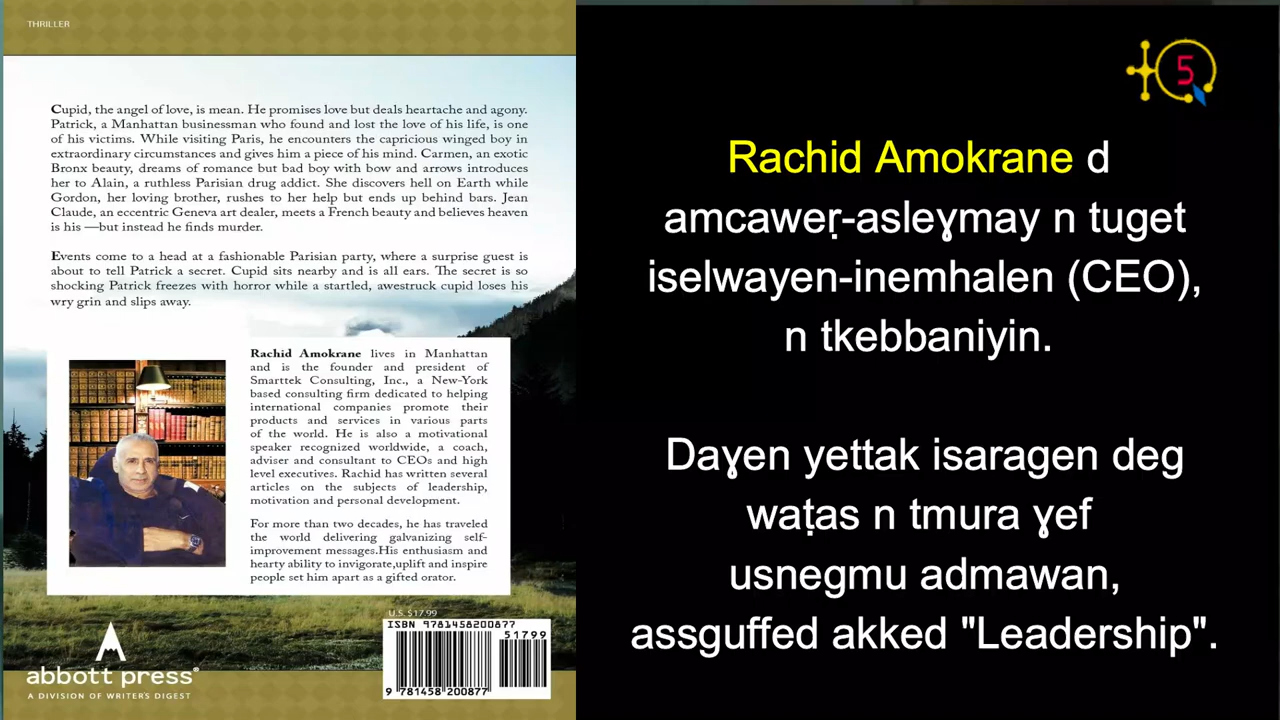 THRILLER
Cupid, the angel of love, is mean. He promises love but deals heartache and agony.
Patrick, a Manhattan businessman who found and lost the love of his life, is one
of his victims. While visiting Paris, he encounters the capricious winged boy in
extraordinary circumstances and gives him a piece of his mind. Carmen, an exotic
Bronx beauty, dreams of romance but bad boy with bow and arrows introduces
her to Alain, a ruthless Parisian drug addict. She discovers hell on Earth while
Gordon, her loving brother, rushes to her help but ends up behind bars. Jean
Claude, an eccentric Geneva art dealer, meets a French beauty and believes heaven
is his —but instead he finds murder.
Events come to a head at a fashionable Parisian party, where a surprise guest is
about to tell Patrick a secret. Cupid sits nearby and is all ears. The secret is so
shocking Patrick freezes with horror while a startled, awestruck cupid loses his
wry grin and slips away.
Rachid Amokrane lives in Manhattan
and is the founder and president of
Smarttek Consulting, Inc., a New-York
based consulting firm dedicated to helping
international companies promote their
products and services in various parts
of the world. He is also a motivational
speaker recognized worldwide, a coach,
adviser and consultant to CEOs and high
level executives. Rachid has written several
articles on the subjects of leadership,
motivation and personal development.
For more than two decades, he has traveled
the world delivering galvanizing self-
improvement messages.His enthusiasm and
hearty ability to invigorate,uplift and inspire
people set him apart as a gifted orator.
U.S. $17.99
ISBN 9781458200877
51799
9 781458 200877
abbott press®
A DIVISION OF WRITER'S DIGEST
5
Rachid Amokrane d
amcaweṛ-asleɣmay n tuget
iselwayen-inemhalen (CEO),
n tkebbaniyin.
Daɣen yettak isaragen deg
waṭas n tmura ɣef
usnegmu admawan,
assguffed akked "Leadership".